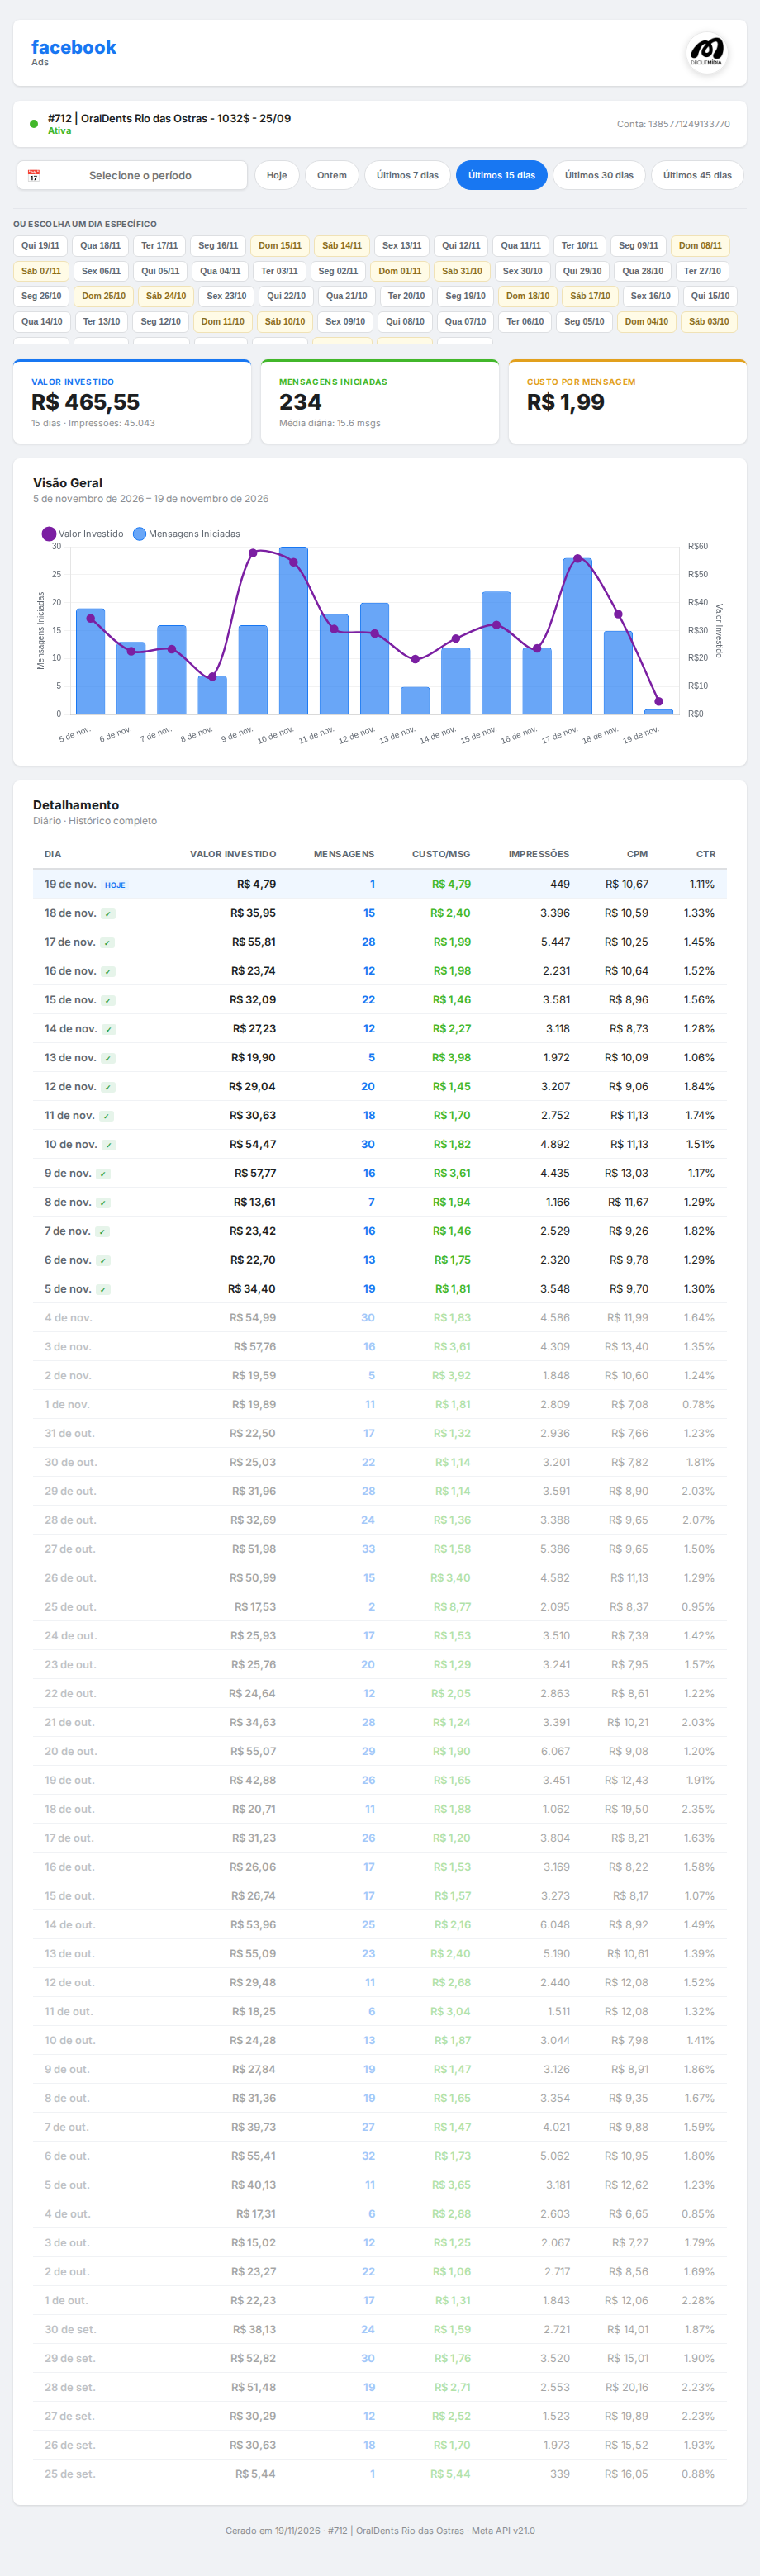 facebook
Ads
DEOUTMÍDIA
#712 | OralDents Rio das Ostras - 1032$ - 25/09
Ativa
Conta: 1385771249133770
Selecione o período
Hoje
Ontem
Últimos 7 dias
Últimos 15 dias
Últimos 30 dias
Últimos 45 dias
OU ESCOLHA UM DIA ESPECÍFICO
Qui 19/11 Qua 18/11 Ter 17/11 Seg 16/11 Dom 15/11 Sáb 14/11 Sex 13/11 Qui 12/11 Qua 11/11 Ter 10/11 Seg 09/11 Dom 08/11
Sáb 07/11 Sex 06/11 Qui 05/11 Qua 04/11 Ter 03/11 Seg 02/11 Dom 01/11 Sáb 31/10 Sex 30/10 Qui 29/10 Qua 28/10 Ter 27/10
Seg 26/10 Dom 25/10 Sáb 24/10 Sex 23/10 Qui 22/10 Qua 21/10 Ter 20/10 Seg 19/10 Dom 18/10 Sáb 17/10 Sex 16/10 Qui 15/10
Qua 14/10 Ter 13/10 Seg 12/10 Dom 11/10 Sáb 10/10 Sex 09/10 Qui 08/10 Qua 07/10 Ter 06/10 Seg 05/10 Dom 04/10 Sáb 03/10
VALOR INVESTIDO
R$ 465,55
15 dias · Impressões: 45.043
MENSAGENS INICIADAS
234
Média diária: 15.6 msgs
CUSTO POR MENSAGEM
R$ 1,99
Visão Geral
5 de novembro de 2026 – 19 de novembro de 2026
Valor Investido Mensagens Iniciadas
Mensagens Iniciadas
30
25
20
15
10
5
0
R$60
R$50
R$40
R$30
R$20
R$10
R$0
Valor Investido
5 de nov. 6 de nov. 7 de nov. 8 de nov. 9 de nov. 10 de nov. 11 de nov. 12 de nov. 13 de nov. 14 de nov. 15 de nov. 16 de nov. 17 de nov. 18 de nov. 19 de nov.
Detalhamento
Diário · Histórico completo
DIA VALOR INVESTIDO MENSAGENS CUSTO/MSG IMPRESSÕES CPM CTR
19 de nov. HOJE R$ 4,79 1 R$ 4,79 449 R$ 10,67 1.11%
18 de nov. ✓ R$ 35,95 15 R$ 2,40 3.396 R$ 10,59 1.33%
17 de nov. ✓ R$ 55,81 28 R$ 1,99 5.447 R$ 10,25 1.45%
16 de nov. ✓ R$ 23,74 12 R$ 1,98 2.231 R$ 10,64 1.52%
15 de nov. ✓ R$ 32,09 22 R$ 1,46 3.581 R$ 8,96 1.56%
14 de nov. ✓ R$ 27,23 12 R$ 2,27 3.118 R$ 8,73 1.28%
13 de nov. ✓ R$ 19,90 5 R$ 3,98 1.972 R$ 10,09 1.06%
12 de nov. ✓ R$ 29,04 20 R$ 1,45 3.207 R$ 9,06 1.84%
11 de nov. ✓ R$ 30,63 18 R$ 1,70 2.752 R$ 11,13 1.74%
10 de nov. ✓ R$ 54,47 30 R$ 1,82 4.892 R$ 11,13 1.51%
9 de nov. ✓ R$ 57,77 16 R$ 3,61 4.435 R$ 13,03 1.17%
8 de nov. ✓ R$ 13,61 7 R$ 1,94 1.166 R$ 11,67 1.29%
7 de nov. ✓ R$ 23,42 16 R$ 1,46 2.529 R$ 9,26 1.82%
6 de nov. ✓ R$ 22,70 13 R$ 1,75 2.320 R$ 9,78 1.29%
5 de nov. ✓ R$ 34,40 19 R$ 1,81 3.548 R$ 9,70 1.30%
4 de nov. R$ 54,99 30 R$ 1,83 4.586 R$ 11,99 1.64%
3 de nov. R$ 57,76 16 R$ 3,61 4.309 R$ 13,40 1.35%
2 de nov. R$ 19,59 5 R$ 3,92 1.848 R$ 10,60 1.24%
1 de nov. R$ 19,89 11 R$ 1,81 2.809 R$ 7,08 0.78%
31 de out. R$ 22,50 17 R$ 1,32 2.936 R$ 7,66 1.23%
30 de out. R$ 25,03 22 R$ 1,14 3.201 R$ 7,82 1.81%
29 de out. R$ 31,96 28 R$ 1,14 3.591 R$ 8,90 2.03%
28 de out. R$ 32,69 24 R$ 1,36 3.388 R$ 9,65 2.07%
27 de out. R$ 51,98 33 R$ 1,58 5.386 R$ 9,65 1.50%
26 de out. R$ 50,99 15 R$ 3,40 4.582 R$ 11,13 1.29%
25 de out. R$ 17,53 2 R$ 8,77 2.095 R$ 8,37 0.95%
24 de out. R$ 25,93 17 R$ 1,53 3.510 R$ 7,39 1.42%
23 de out. R$ 25,76 20 R$ 1,29 3.241 R$ 7,95 1.57%
22 de out. R$ 24,64 12 R$ 2,05 2.863 R$ 8,61 1.22%
21 de out. R$ 34,63 28 R$ 1,24 3.391 R$ 10,21 2.03%
20 de out. R$ 55,07 29 R$ 1,90 6.067 R$ 9,08 1.20%
19 de out. R$ 42,88 26 R$ 1,65 3.451 R$ 12,43 1.91%
18 de out. R$ 20,71 11 R$ 1,88 1.062 R$ 19,50 2.35%
17 de out. R$ 31,23 26 R$ 1,20 3.804 R$ 8,21 1.63%
16 de out. R$ 26,06 17 R$ 1,53 3.169 R$ 8,22 1.58%
15 de out. R$ 26,74 17 R$ 1,57 3.273 R$ 8,17 1.07%
14 de out. R$ 53,96 25 R$ 2,16 6.048 R$ 8,92 1.49%
13 de out. R$ 55,09 23 R$ 2,40 5.190 R$ 10,61 1.39%
12 de out. R$ 29,48 11 R$ 2,68 2.440 R$ 12,08 1.52%
11 de out. R$ 18,25 6 R$ 3,04 1.511 R$ 12,08 1.32%
10 de out. R$ 24,28 13 R$ 1,87 3.044 R$ 7,98 1.41%
9 de out. R$ 27,84 19 R$ 1,47 3.126 R$ 8,91 1.86%
8 de out. R$ 31,36 19 R$ 1,65 3.354 R$ 9,35 1.67%
7 de out. R$ 39,73 27 R$ 1,47 4.021 R$ 9,88 1.59%
6 de out. R$ 55,41 32 R$ 1,73 5.062 R$ 10,95 1.80%
5 de out. R$ 40,13 11 R$ 3,65 3.181 R$ 12,62 1.23%
4 de out. R$ 17,31 6 R$ 2,88 2.603 R$ 6,65 0.85%
3 de out. R$ 15,02 12 R$ 1,25 2.067 R$ 7,27 1.79%
2 de out. R$ 23,27 22 R$ 1,06 2.717 R$ 8,56 1.69%
1 de out. R$ 22,23 17 R$ 1,31 1.843 R$ 12,06 2.28%
30 de set. R$ 38,13 24 R$ 1,59 2.721 R$ 14,01 1.87%
29 de set. R$ 52,82 30 R$ 1,76 3.520 R$ 15,01 1.90%
28 de set. R$ 51,48 19 R$ 2,71 2.553 R$ 20,16 2.23%
27 de set. R$ 30,29 12 R$ 2,52 1.523 R$ 19,89 2.23%
26 de set. R$ 30,63 18 R$ 1,70 1.973 R$ 15,52 1.93%
25 de set. R$ 5,44 1 R$ 5,44 339 R$ 16,05 0.88%
Gerado em 19/11/2026 · #712 | OralDents Rio das Ostras · Meta API v21.0